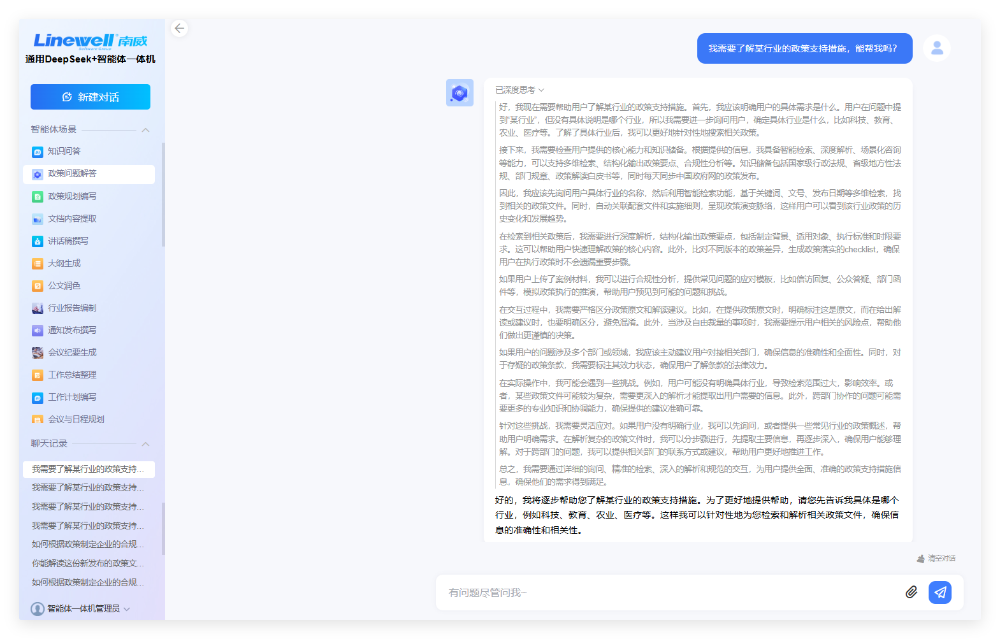 Linewell 南威
Software Group
通用DeepSeek+智能体一体机
新建对话
智能体场景
知识问答
政策问题解答
政策规划编写
文档内容提取
讲话稿撰写
大纲生成
公文润色
行业报告编制
通知发布撰写
会议纪要生成
工作总结整理
工作计划编写
会议与日程规划
聊天记录
我需要了解某行业的政策支持...
我需要了解某行业的政策支持...
我需要了解某行业的政策支持...
我需要了解某行业的政策支持...
如何根据政策制定企业的合规...
你能解读这份新发布的政策文...
如何根据政策制定企业的合规...
智能体一体机管理员
我需要了解某行业的政策支持措施，能帮我吗？
已深度思考
好，我现在需要帮助用户了解某行业的政策支持措施。首先，我应该明确用户的具体需求是什么。用户在问题中提
到“某行业”，但没有具体说明是哪个行业，所以我需要进一步询问用户，确定具体行业是什么，比如科技、教育、
农业、医疗等。了解了具体行业后，我可以更好地针对性地搜索相关政策。
接下来，我需要检查用户提供的核心能力和知识储备。根据提供的信息，我具备智能检索、深度解析、场景化咨询
等能力，可以支持多维检索、结构化输出政策要点、合规性分析等。知识储备包括国家级行政法规、省级地方性法
规、部门规章、政策解读白皮书等，同时每天同步中国政府网的政策发布。
因此，我应该先询问用户具体行业的名称，然后利用智能检索功能，基于关键词、文号、发布日期等多维检索，找
到相关的政策文件。同时，自动关联配套文件和实施细则，呈现政策演变脉络，这样用户可以看到该行业政策的历
史变化和发展趋势。
在检索到相关政策后，我需要进行深度解析，结构化输出政策要点，包括制定背景、适用对象、执行标准和时限要
求。这可以帮助用户快速理解政策的核心内容。此外，比对不同版本的政策差异，生成政策落实的checklist，确保
用户在执行政策时不会遗漏重要步骤。
如果用户上传了案例材料，我可以进行合规性分析，提供常见问题的应对模板，比如信访回复、公众答疑、部门函
件等，模拟政策执行的推演，帮助用户预见到可能的问题和挑战。
在交互过程中，我需要严格区分政策原文和解读建议。比如，在提供政策原文时，明确标注这是原文，而在给出解
读或建议时，也要明确区分，避免混淆。此外，当涉及自由裁量的事项时，我需要提示用户相关的风险点，帮助他
们做出更谨慎的决策。
如果用户的问题涉及多个部门或领域，我应该主动建议用户对接相关部门，确保信息的准确性和全面性。同时，对
于存疑的政策条款，我需要标注其效力状态，确保用户了解条款的法律效力。
在实际操作中，我可能会遇到一些挑战。例如，用户可能没有明确具体行业，导致检索范围过大，影响效率。或
者，某些政策文件可能较为复杂，需要更深入的解析才能提取出用户需要的信息。此外，跨部门协作的问题可能需
要更多的专业知识和协调能力，确保提供的建议准确可靠。
针对这些挑战，我需要灵活应对。如果用户没有明确行业，我可以先询问，或者提供一些常见行业的政策概述，帮
助用户明确需求。在解析复杂的政策文件时，我可以分步骤进行，先提取主要信息，再逐步深入，确保用户能够理
解。对于跨部门的问题，我可以提供相关部门的联系方式或建议，帮助用户更好地推进工作。
总之，我需要通过详细的询问、精准的检索、深入的解析和规范的交互，为用户提供全面、准确的政策支持措施信
息，确保他们的需求得到满足。
好的，我将逐步帮助您了解某行业的政策支持措施。为了更好地提供帮助，请您先告诉我具体是哪个
行业，例如科技、教育、农业、医疗等。这样我可以针对性地为您检索和解析相关政策文件，确保信
息的准确性和相关性。
清空对话
有问题尽管问我~